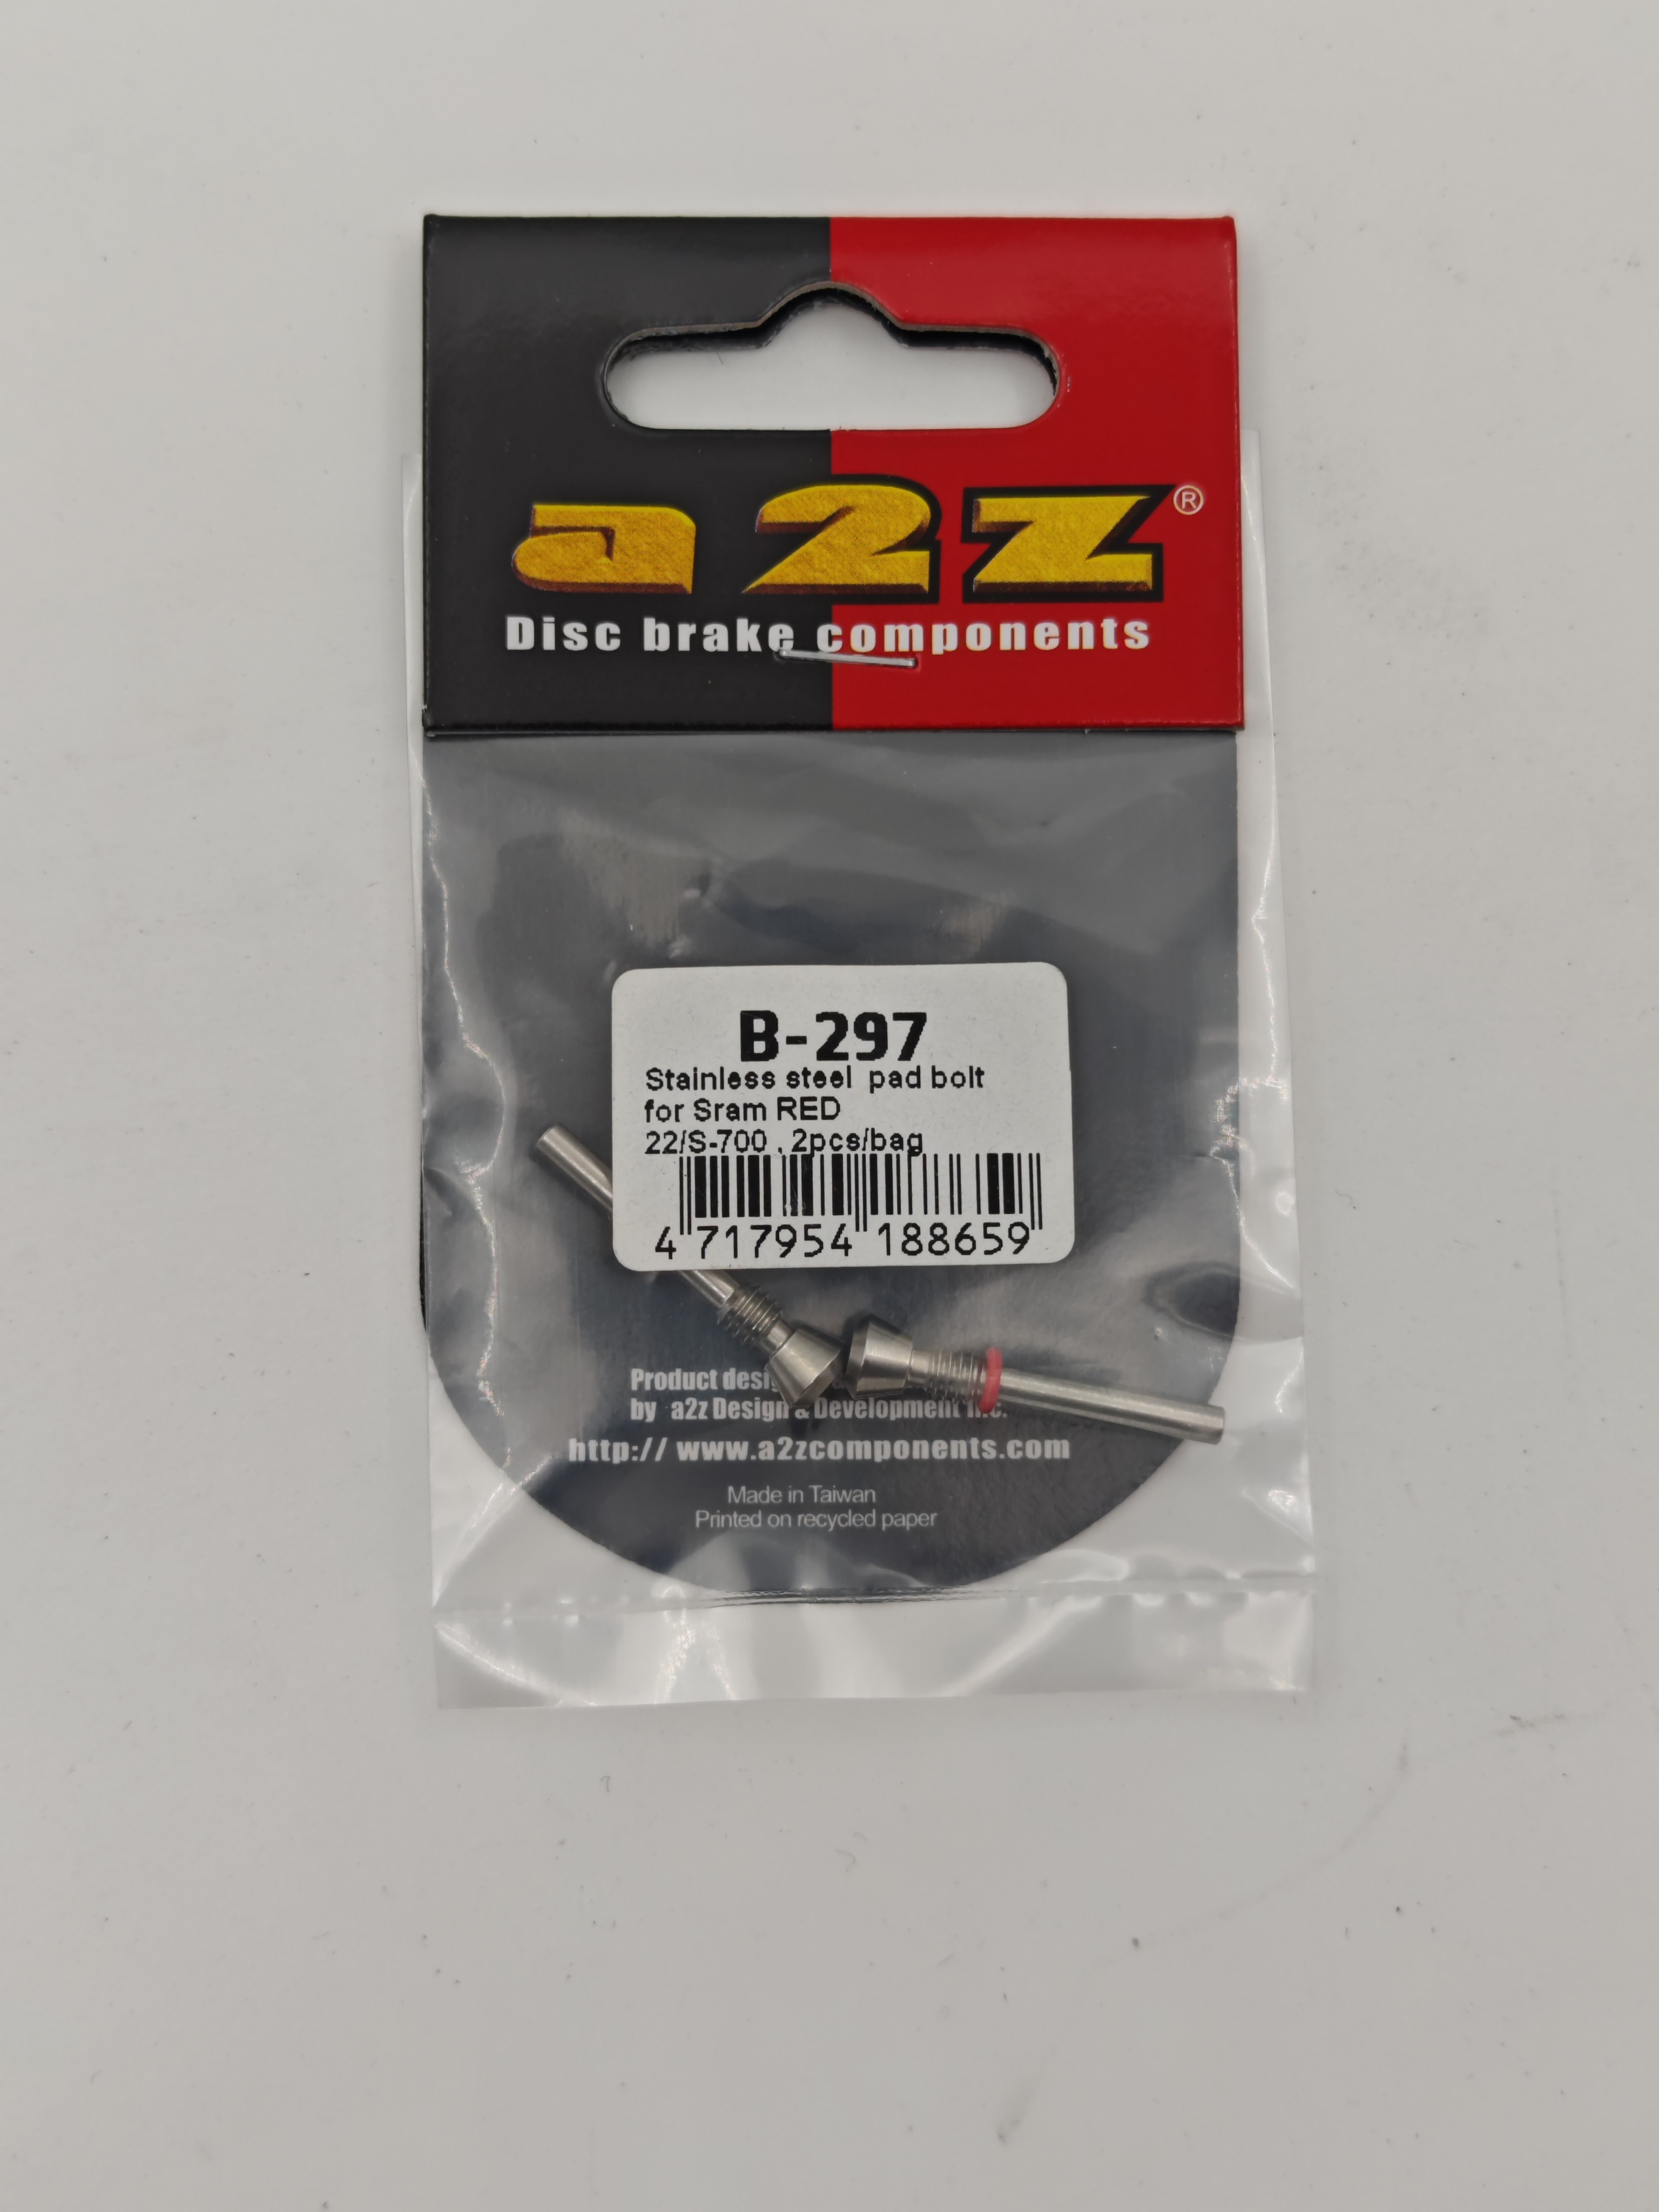 a2z®
Disc brake components
B-297
Stainless steel pad bolt
for Sram RED
22/S-700 , 2pcs/bag
4 717954 188659
Product
by a2z Design & Development Inc.
http:// www.a2zcomponents.com
Made in Taiwan
Printed on recycled paper